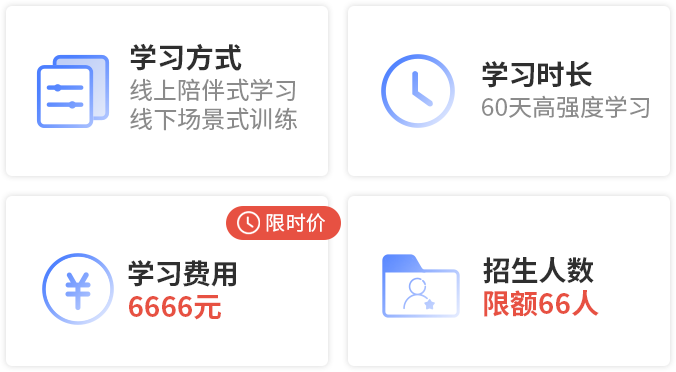 学习方式
线上陪伴式学习
线下场景式训练
学习时长
60天高强度学习
限时价
学习费用
6666元
招生人数
限额66人